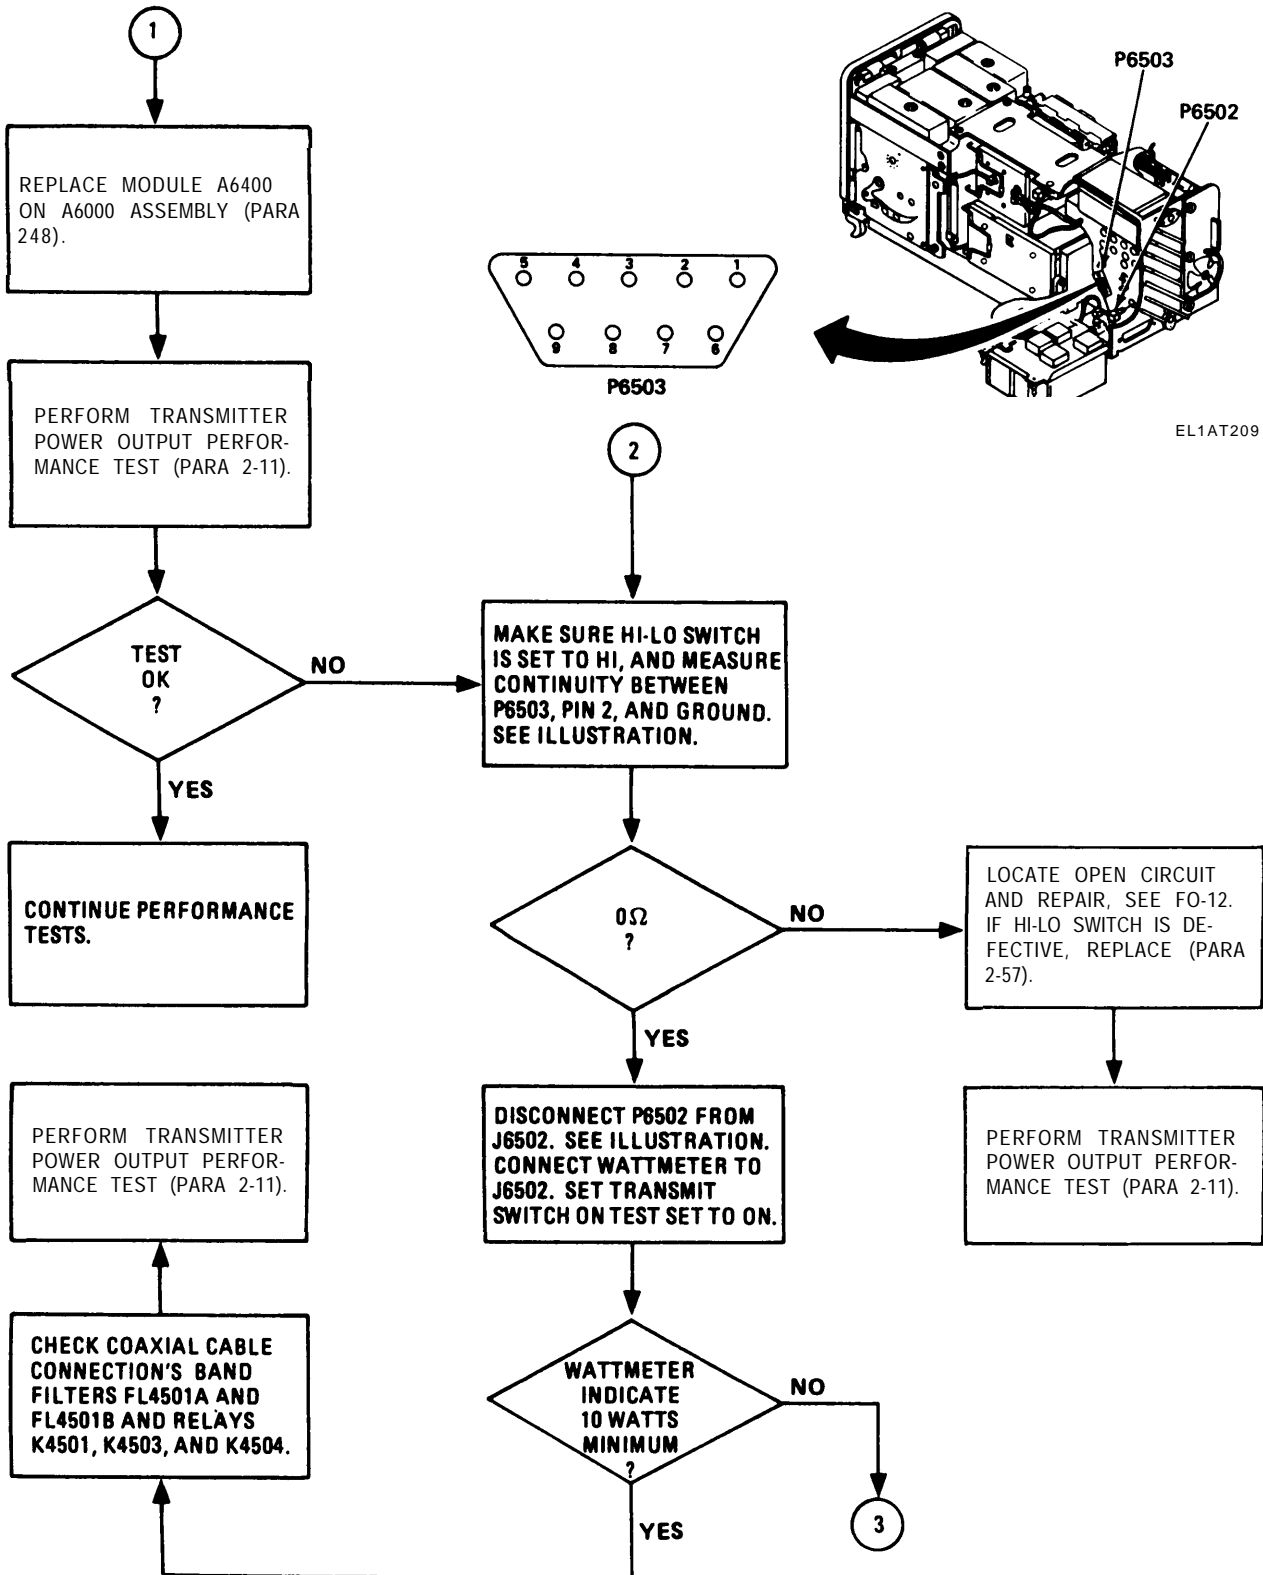 1
REPLACE MODULE A6400
ON A6000 ASSEMBLY (PARA
248).
PERFORM TRANSMITTER
POWER OUTPUT PERFOR-
MANCE TEST (PARA 2-11).
TEST
OK
?
NO
YES
CONTINUE PERFORMANCE
TESTS.
P6503
P6502
EL1AT209
5 4 3 2 1
9 8 7 6
P6503
2
MAKE SURE HI-LO SWITCH
IS SET TO HI, AND MEASURE
CONTINUITY BETWEEN
P6503, PIN 2, AND GROUND.
SEE ILLUSTRATION.
0Ω
?
NO
YES
LOCATE OPEN CIRCUIT
AND REPAIR, SEE FO-12.
IF HI-LO SWITCH IS DE-
FECTIVE, REPLACE (PARA
2-57).
PERFORM TRANSMITTER
POWER OUTPUT PERFOR-
MANCE TEST (PARA 2-11).
DISCONNECT P6502 FROM
J6502. SEE ILLUSTRATION.
CONNECT WATTMETER TO
J6502. SET TRANSMIT
SWITCH ON TEST SET TO ON.
WATTMETER
INDICATE
10 WATTS
MINIMUM
?
NO
3
YES
CHECK COAXIAL CABLE
CONNECTION'S BAND
FILTERS FL4501A AND
FL4501B AND RELAYS
K4501, K4503, AND K4504.
PERFORM TRANSMITTER
POWER OUTPUT PERFOR-
MANCE TEST (PARA 2-11).